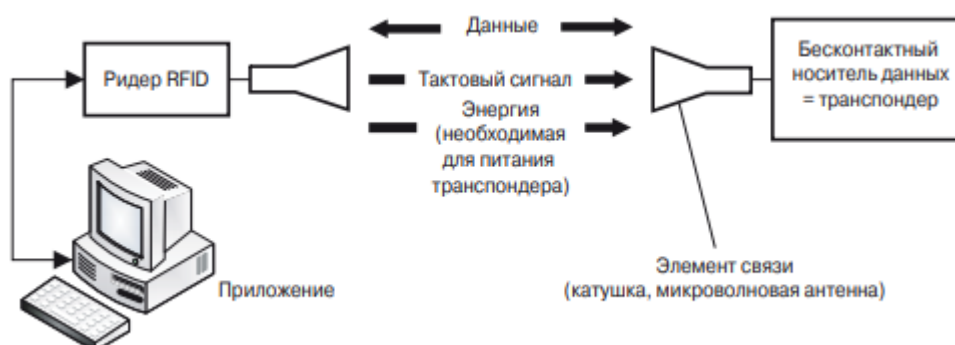 Данные
Ридер RFID
Тактовый сигнал
Энергия
(необходимая
для питания
транспондера)
Бесконтактный
носитель данных
= транспондер
Элемент связи
(катушка, микроволновая антенна)
Приложение